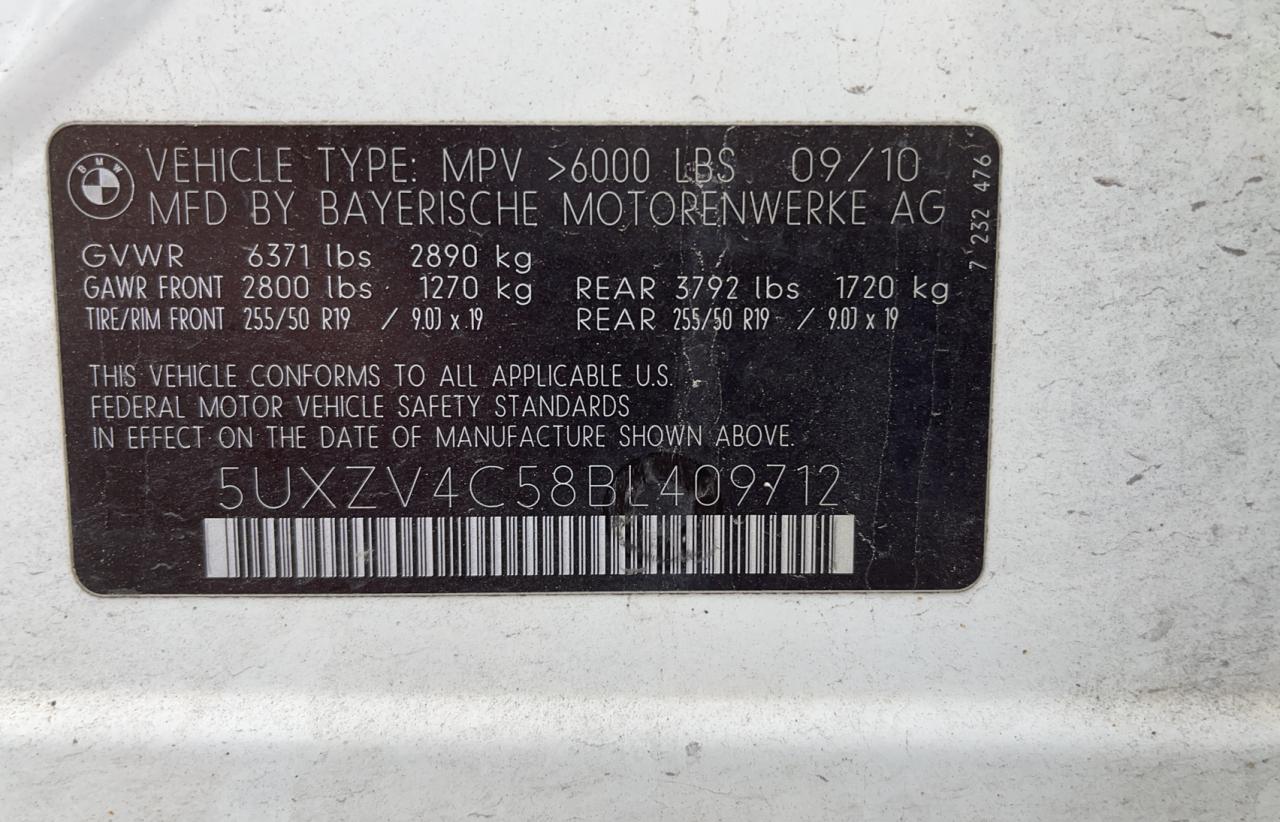 BMW
VEHICLE TYPE: MPV >6000 LBS 09/10
MFD BY BAYERISCHE MOTORENWERKE AG
7 232 476
GVWR 6371 lbs 2890 kg
GAWR FRONT 2800 lbs 1270 kg REAR 3792 lbs 1720 kg
TIRE/RIM FRONT 255/50 R19 / 9.0J x 19 REAR 255/50 R19 / 9.0J x 19
THIS VEHICLE CONFORMS TO ALL APPLICABLE U.S.
FEDERAL MOTOR VEHICLE SAFETY STANDARDS
IN EFFECT ON THE DATE OF MANUFACTURE SHOWN ABOVE.
5UXZV4C58BL409712